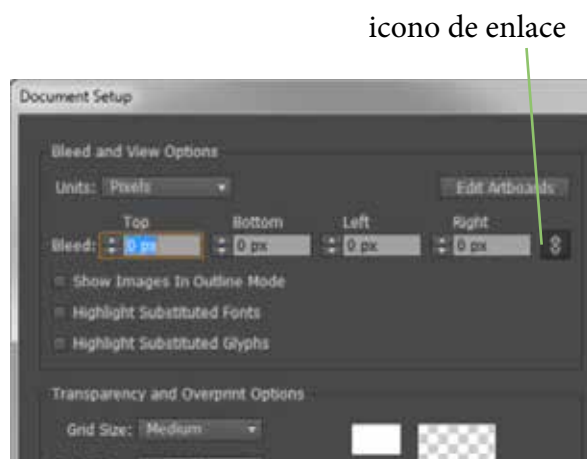 icono de enlace
Document Setup
Bleed and View Options
Units: Pixels Edit Artboards
Top Bottom Left Right
Bleed: 0 px 0 px 0 px 0 px
Show Images In Outline Mode
Highlight Substituted Fonts
Highlight Substituted Glyphs
Transparency and Overprint Options
Grid Size: Medium